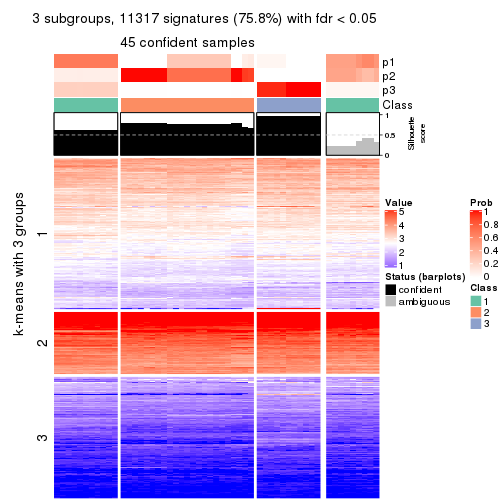 3 subgroups, 11317 signatures (75.8%) with fdr < 0.05
45 confident samples
p1
p2
p3
Class
1
0.5
0
Silhouette
score
k-means with 3 groups
1
2
3
Value
5
4
3
2
1
Status (barplots)
confident
ambiguous
Prob
1
0.8
0.6
0.4
0.2
0
Class
1
2
3